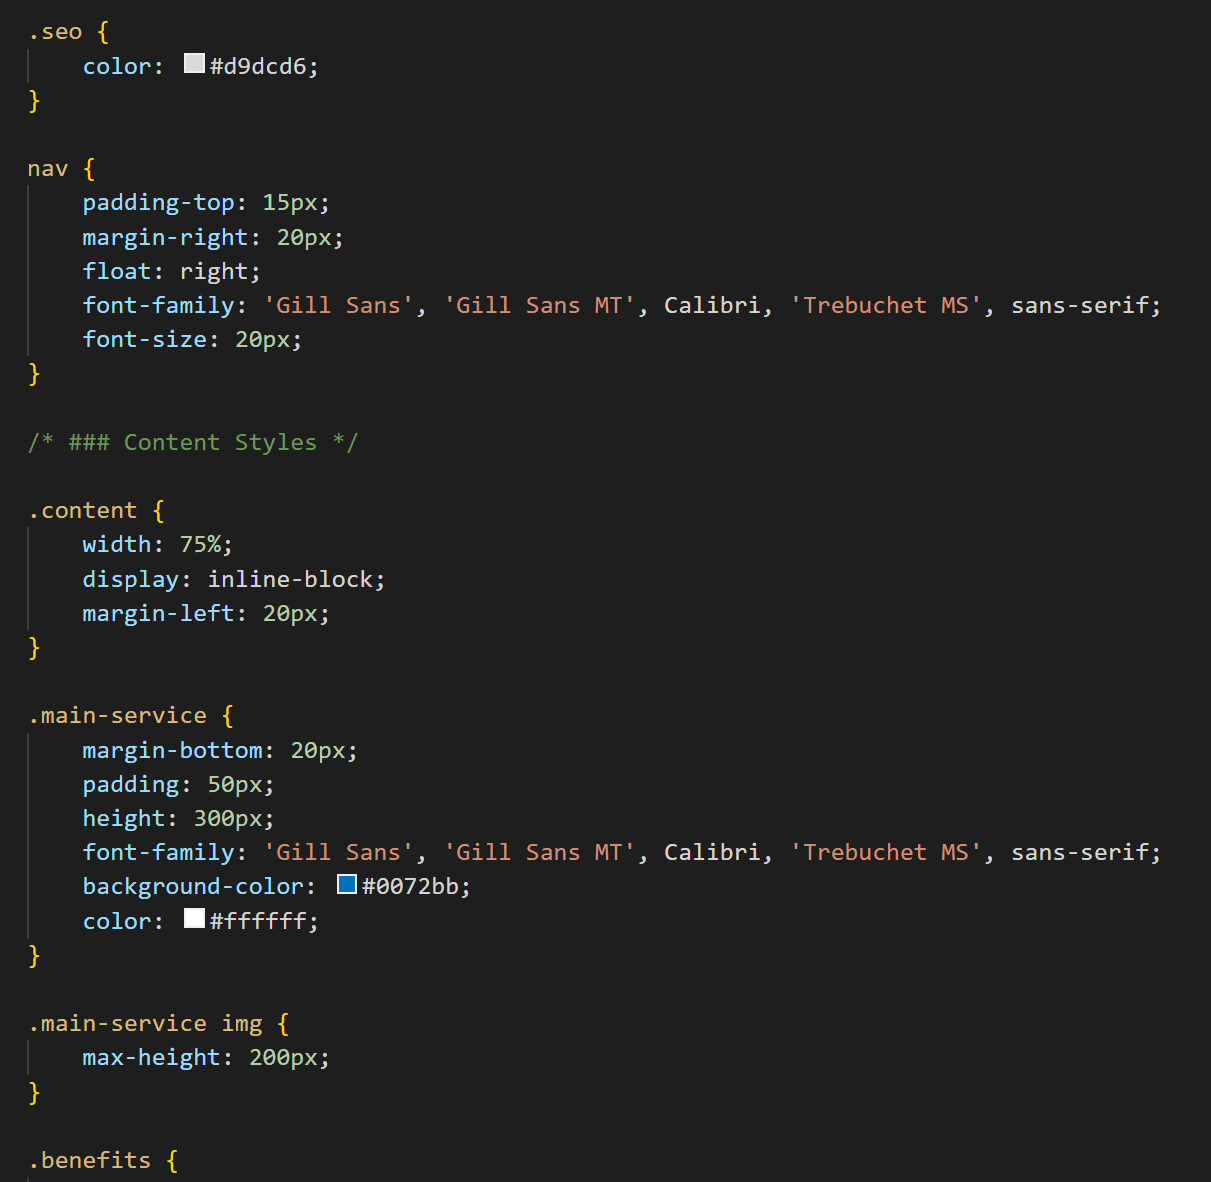 .seo {
    color: #d9dcd6;
}

nav {
    padding-top: 15px;
    margin-right: 20px;
    float: right;
    font-family: 'Gill Sans', 'Gill Sans MT', Calibri, 'Trebuchet MS', sans-serif;
    font-size: 20px;
}

/* ### Content Styles */

.content {
    width: 75%;
    display: inline-block;
    margin-left: 20px;
}

.main-service {
    margin-bottom: 20px;
    padding: 50px;
    height: 300px;
    font-family: 'Gill Sans', 'Gill Sans MT', Calibri, 'Trebuchet MS', sans-serif;
    background-color: #0072bb;
    color: #ffffff;
}

.main-service img {
    max-height: 200px;
}

.benefits {